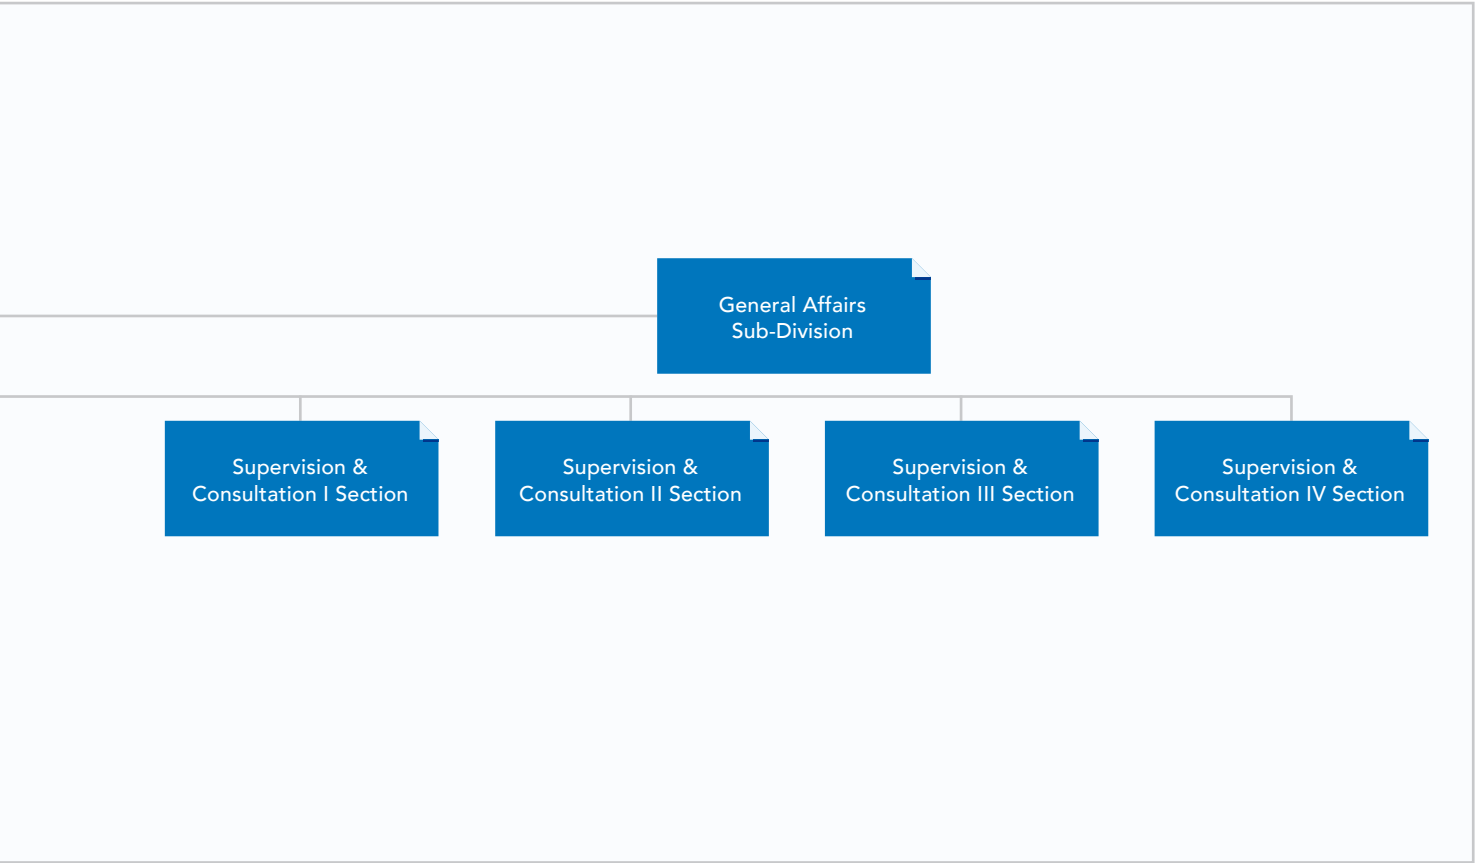 General Affairs
Sub-Division
Supervision &
Consultation I Section
Supervision &
Consultation II Section
Supervision &
Consultation III Section
Supervision &
Consultation IV Section